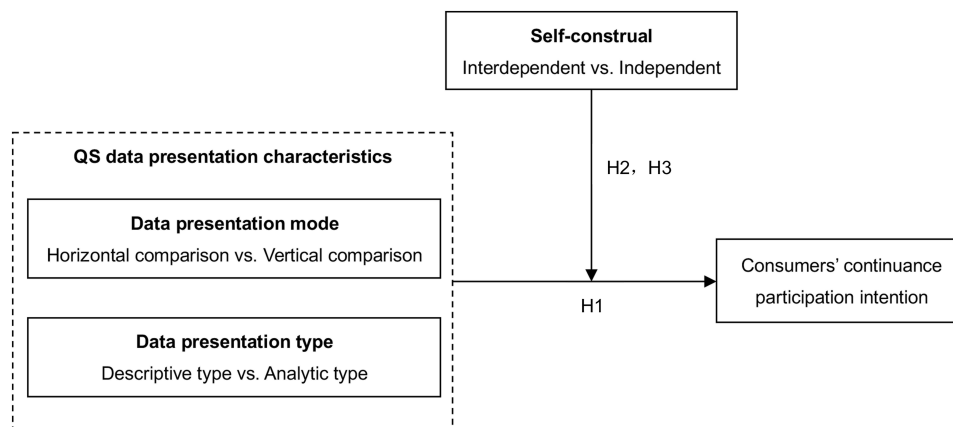 Self-construal
Interdependent vs. Independent
QS data presentation characteristics
H2，H3
Data presentation mode
Horizontal comparison vs. Vertical comparison
Consumers’ continuance
participation intention
H1
Data presentation type
Descriptive type vs. Analytic type